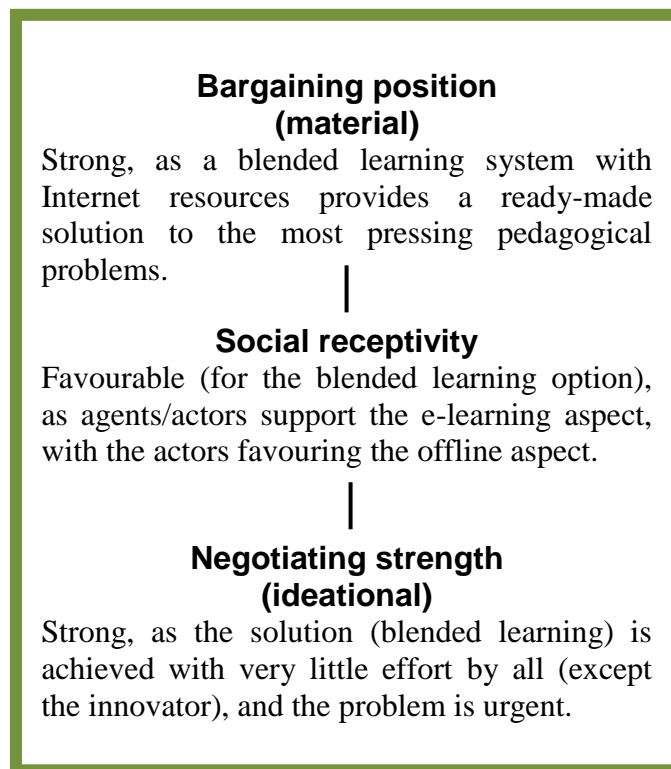 Bargaining position
(material)
Strong, as a blended learning system with
Internet resources provides a ready-made
solution to the most pressing pedagogical
problems.
Social receptivity
Favourable (for the blended learning option),
as agents/actors support the e-learning aspect,
with the actors favouring the offline aspect.
Negotiating strength
(ideational)
Strong, as the solution (blended learning) is
achieved with very little effort by all (except
the innovator), and the problem is urgent.